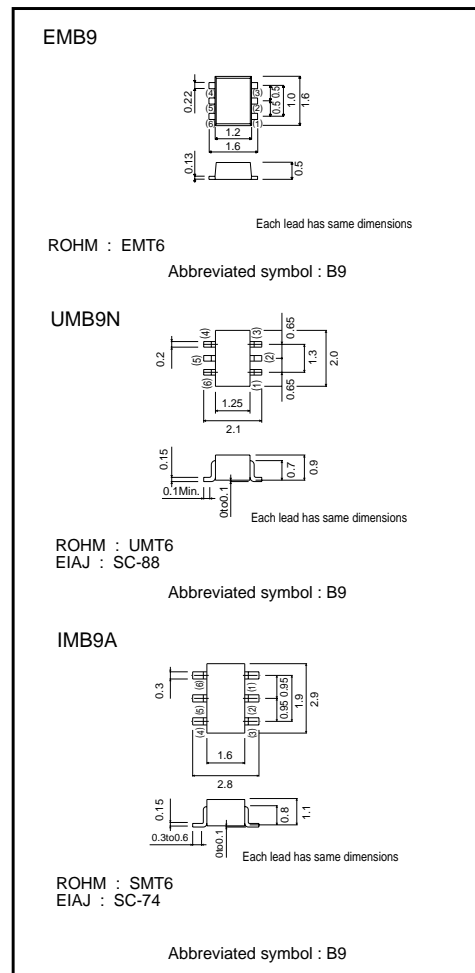 EMB9
0.22
(4)
(3)
(5)
(2)
(6)
(1)
0.5 0.5
1.0
1.6
1.2
1.6
0.13
0.5
Each lead has same dimensions
ROHM : EMT6
Abbreviated symbol : B9
UMB9N
0.2
(4)
(3)
(5)
(2)
(6)
(1)
0.65
1.3
2.0
0.65
1.25
2.1
0.15
0.1Min.
0to0.1
0.7
0.9
Each lead has same dimensions
ROHM : UMT6
EIAJ : SC-88
Abbreviated symbol : B9
IMB9A
0.3
(6)
(1)
(5)
(2)
(4)
(3)
0.95 0.95
1.9
2.9
1.6
2.8
0.15
0.3to0.6
0to0.1
0.8
1.1
Each lead has same dimensions
ROHM : SMT6
EIAJ : SC-74
Abbreviated symbol : B9